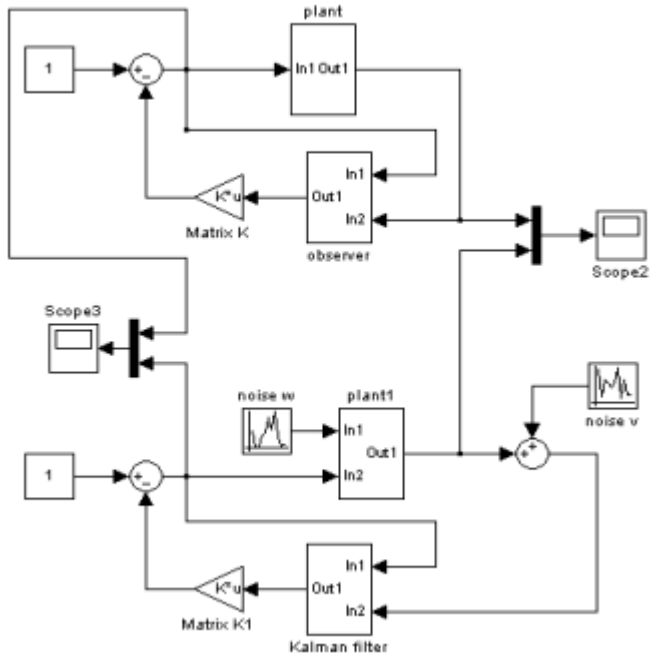 plant
1
+
-
In1 Out1
In1
Out1
K*u
In2
Matrix K
observer
Scope2
Scope3
noise w
plant1
In1
Out1
noise v
1
+
-
In2
+
+
In1
Out1
K*u
In2
Matrix K1
Kalman filter